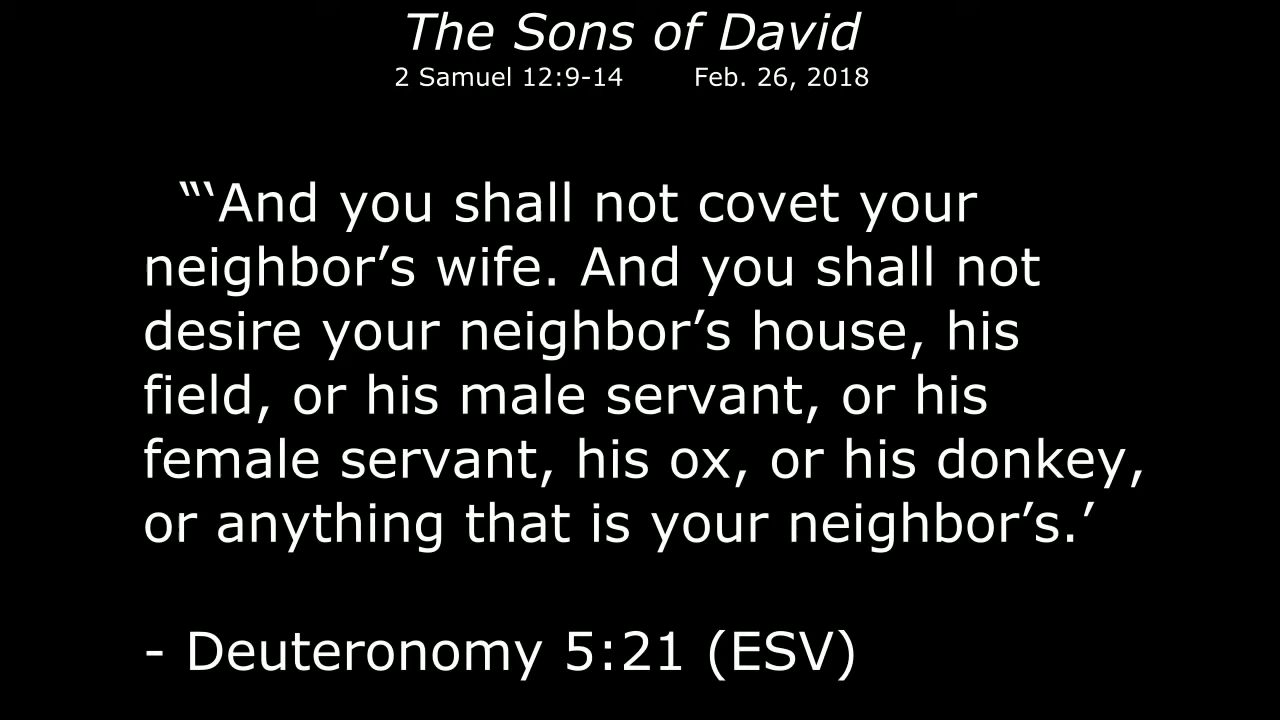 The Sons of David
2 Samuel 12:9-14 Feb. 26, 2018
“‘And you shall not covet your
neighbor’s wife. And you shall not
desire your neighbor’s house, his
field, or his male servant, or his
female servant, his ox, or his donkey,
or anything that is your neighbor’s.’
- Deuteronomy 5:21 (ESV)